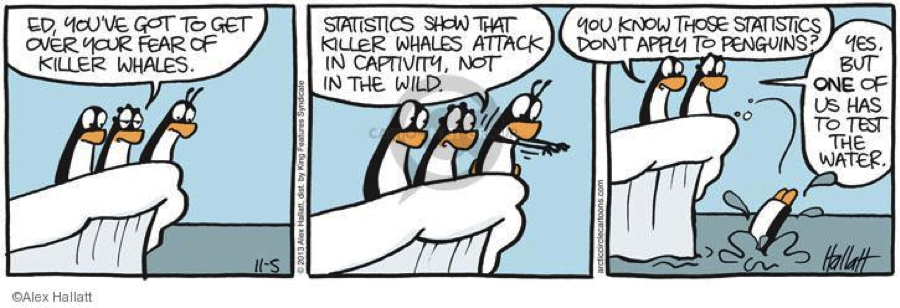 ED, YOU'VE GOT TO GET
OVER YOUR FEAR OF
KILLER WHALES.
11-5
© 2013 Alex Hallatt, dist. by King Features Syndicate
STATISTICS SHOW THAT
KILLER WHALES ATTACK
IN CAPTIVITY, NOT
IN THE WILD.
arcticcirclecartoons.com
YOU KNOW THOSE STATISTICS
DON'T APPLY TO PENGUINS?
YES,
BUT
ONE OF
US HAS
TO TEST
THE
WATER.
Hallatt
©Alex Hallatt